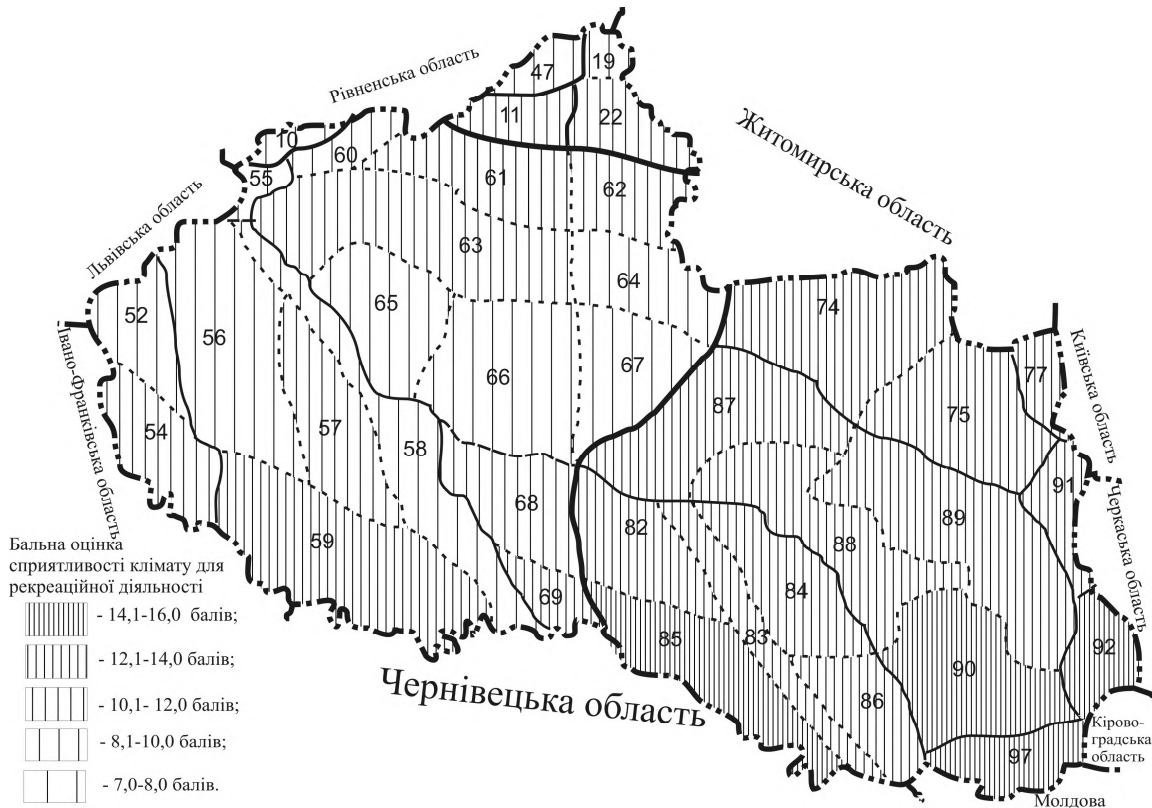 Рівненська область
Житомирська область
Львівська область
Івано-Франківська область
Київська область
Черкаська область
Чернівецька область
Кірово-
градська
область
Молдова
47
19
11
22
10
60
55
61
62
63
64
52
56
65
74
66
67
77
54
57
58
87
75
91
68
82
89
59
88
84
69
85
83
90
92
86
97
Бальна оцінка
сприятливості клімату для
рекреаційної діяльності
- 14,1-16,0 балів;
- 12,1-14,0 балів;
- 10,1- 12,0 балів;
- 8,1-10,0 балів;
- 7,0-8,0 балів.